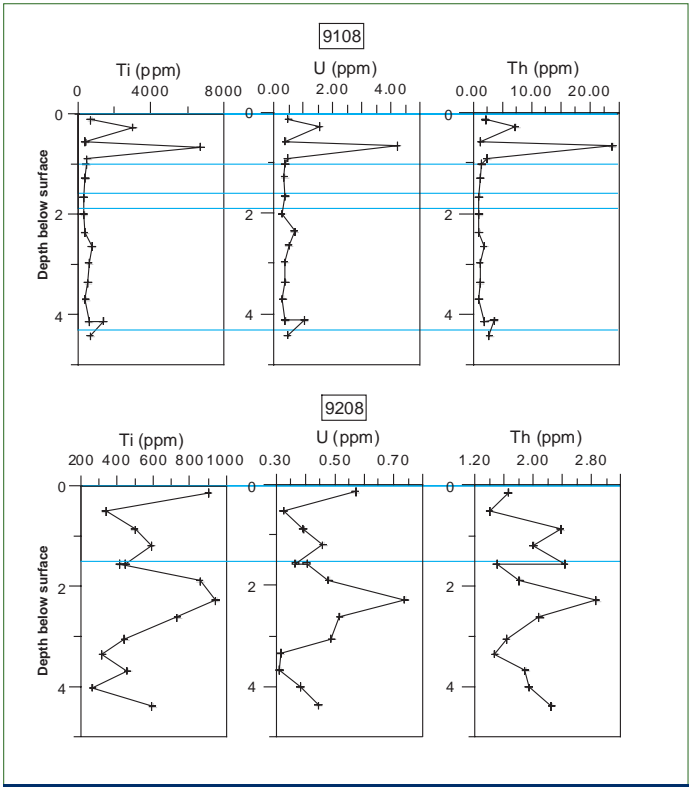 9108
Ti (ppm) U (ppm) Th (ppm)
0 4000 8000 0.00 2.00 4.00 0.00 10.00 20.00
0 0 0
2 2 2
4 4 4
Depth below surface
9208
Ti (ppm) U (ppm) Th (ppm)
200 400 600 800 1000 0.30 0.50 0.70 1.20 2.00 2.80
0 0 0
2 2 2
4 4 4
Depth below surface